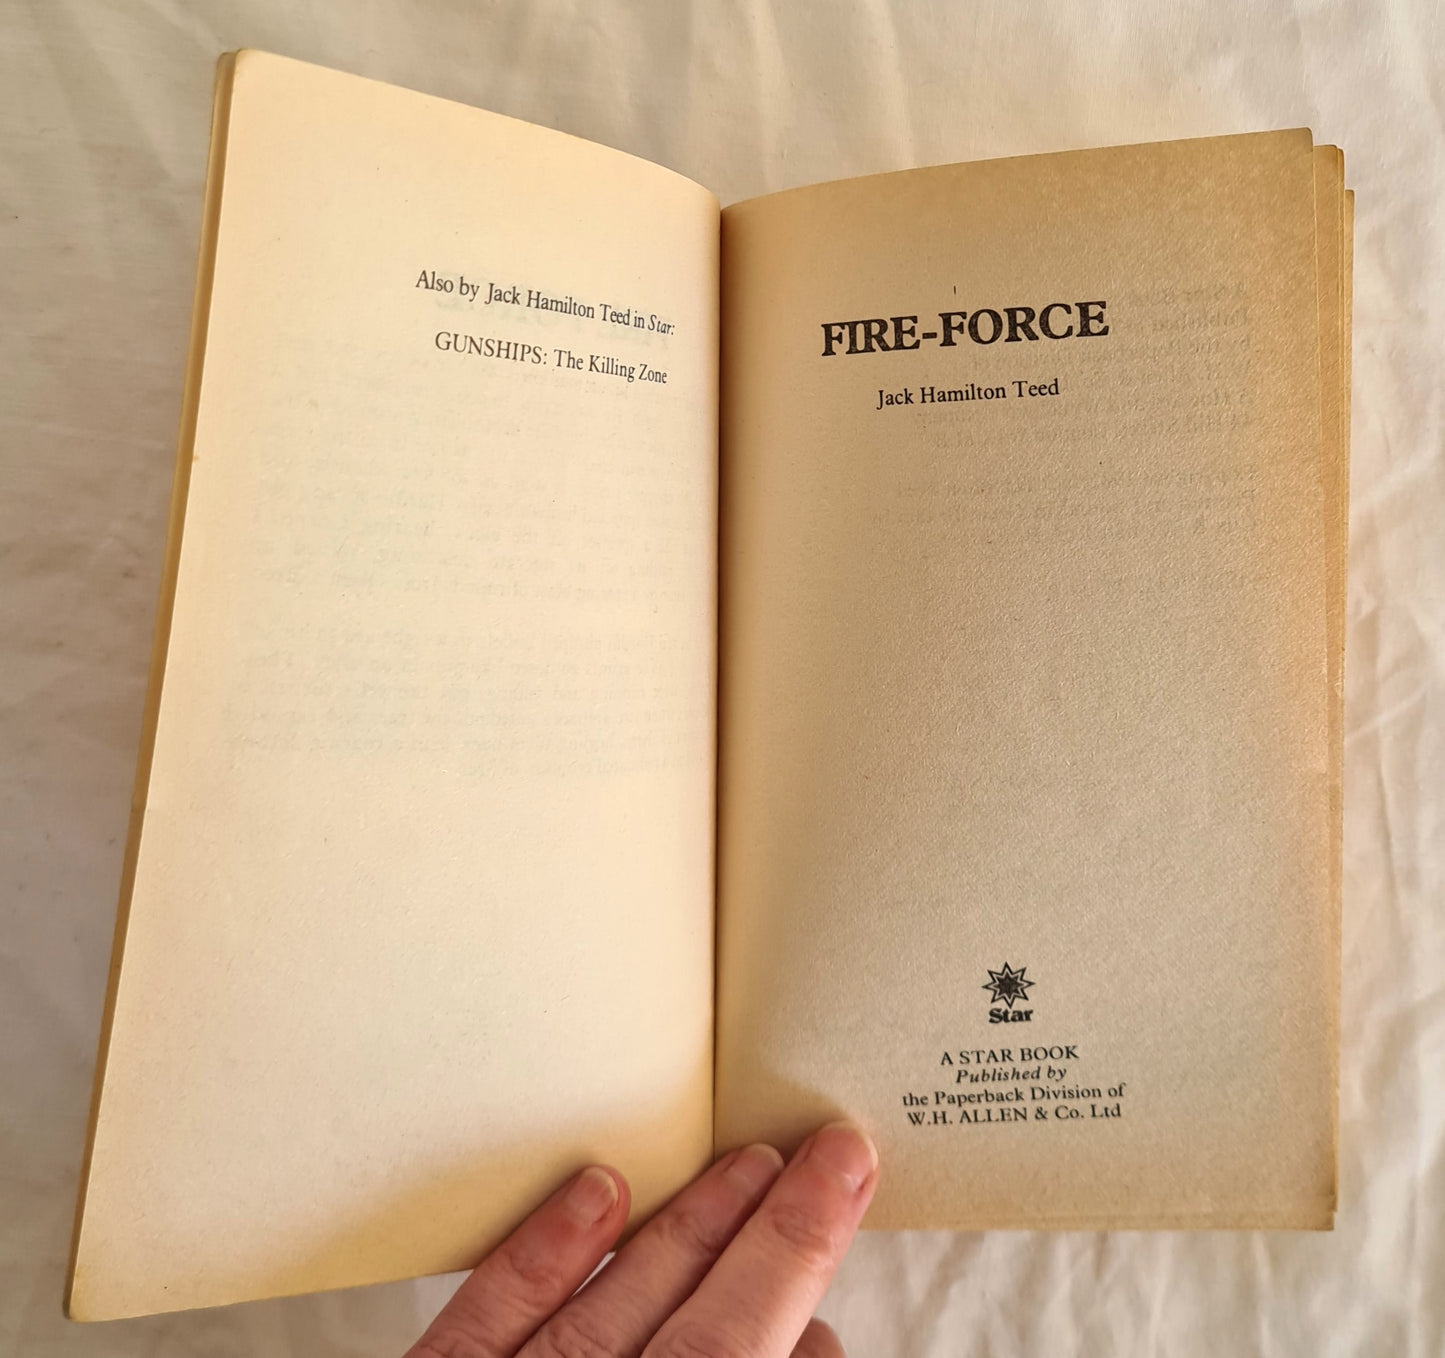 Also by Jack Hamilton Teed in Star:
GUNSHIPS: The Killing Zone
FIRE-FORCE
Jack Hamilton Teed
Star
A STAR BOOK
Published by
the Paperback Division of
W.H. ALLEN & Co. Ltd